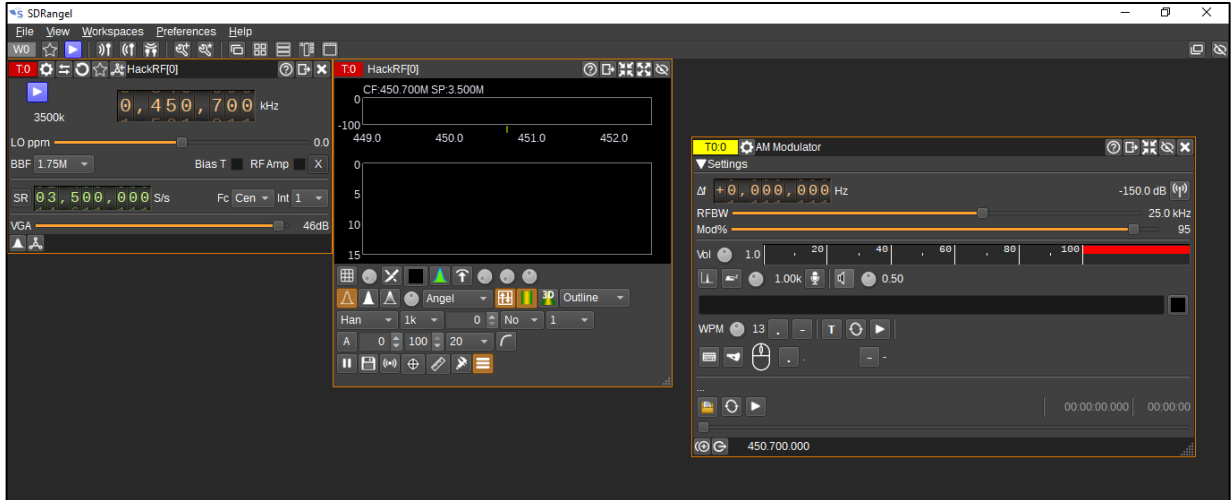 SDRangel
File View Workspaces Preferences Help
W0
T:0 HackRF[0]
3500k 0,450,700 kHz
LO ppm 0.0
BBF 1.75M Bias T RF Amp X
SR 03,500,000 S/s Fc Cen Int 1
VGA 46dB
T:0 HackRF[0]
CF:450.700M SP:3.500M
0
-100
449.0 450.0 451.0 452.0
0
5
10
15
Angel 3D Outline
Han 1k 0 No 1
A 0 100 20
T0:0 AM Modulator
▼Settings
Δf +0,000,000 Hz -150.0 dB
RFBW 25.0 kHz
Mod% 95
Vol 1.0 20 40 60 80 100
1.00k 0.50
WPM 13 . - T
. . - -
...
00:00:00.000 00:00:00
450.700.000